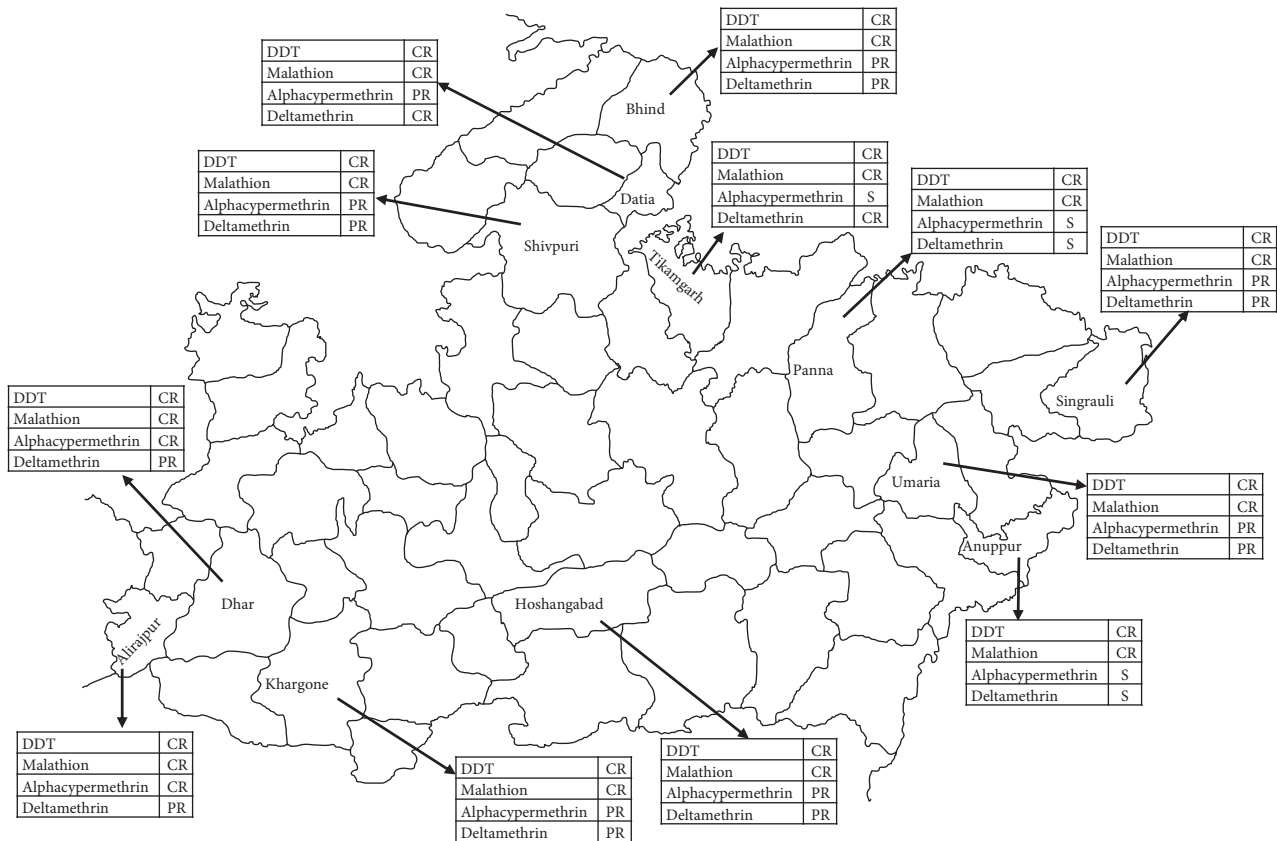 DDT CR
Malathion CR
Alphacypermethrin PR
Deltamethrin PR
DDT CR
Malathion CR
Alphacypermethrin PR
Deltamethrin CR
Bhind
DDT CR
Malathion CR
Alphacypermethrin PR
Deltamethrin PR
DDT CR
Malathion CR
Alphacypermethrin S
Deltamethrin CR
DDT CR
Malathion CR
Alphacypermethrin S
Deltamethrin S
Datia
Shivpuri
Tikamgarh
DDT CR
Malathion CR
Alphacypermethrin PR
Deltamethrin PR
Panna
Singrauli
DDT CR
Malathion CR
Alphacypermethrin CR
Deltamethrin PR
Umaria
DDT CR
Malathion CR
Alphacypermethrin PR
Deltamethrin PR
Anuppur
Dhar
Hoshangabad
Alirajpur
Khargone
DDT CR
Malathion CR
Alphacypermethrin S
Deltamethrin S
DDT CR
Malathion CR
Alphacypermethrin CR
Deltamethrin PR
DDT CR
Malathion CR
Alphacypermethrin PR
Deltamethrin PR
DDT CR
Malathion CR
Alphacypermethrin PR
Deltamethrin PR